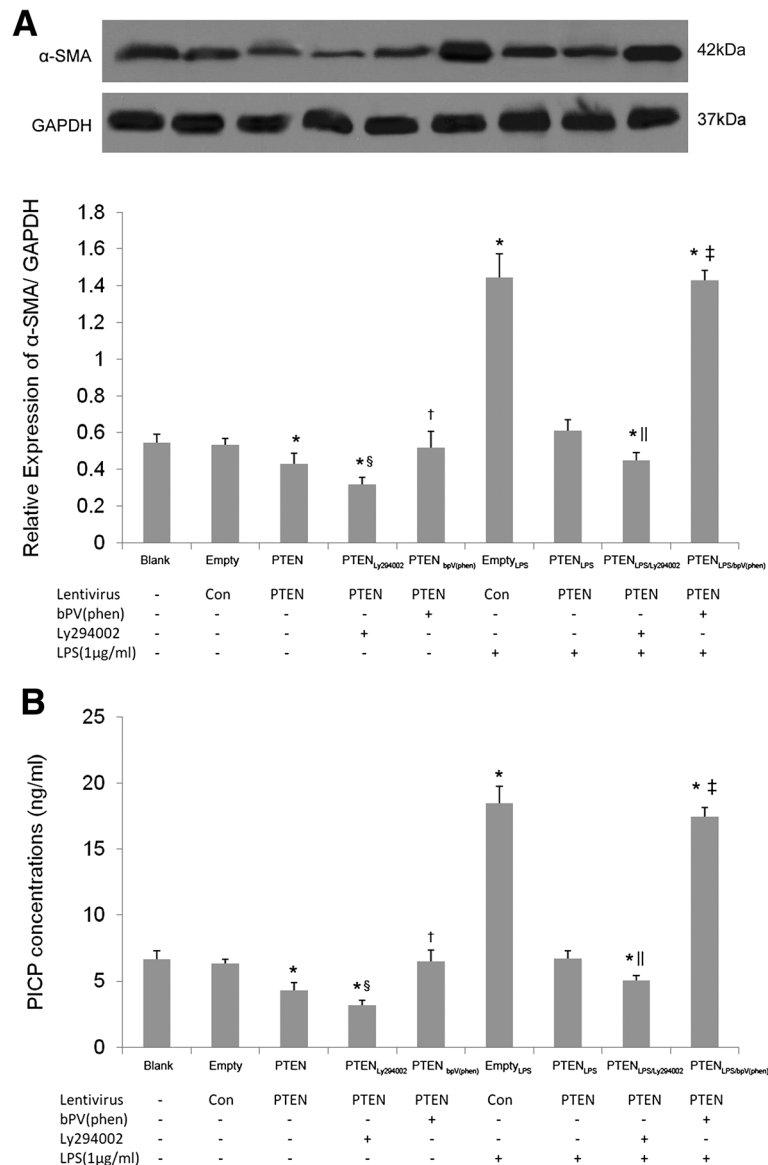 A
α-SMA
42kDa
GAPDH
37kDa
Relative Expression of α-SMA/ GAPDH
1.8
1.6
1.4
1.2
1
0.8
0.6
0.4
0.2
0
*
*§
†
*
*||
* ‡
Blank Empty PTEN PTENLy294002 PTENbpV(phen) EmptyLPS PTENLPS PTENLPS/Ly294002 PTENLPS/bpV(phen)
Lentivirus - Con PTEN PTEN PTEN Con PTEN PTEN PTEN
bPV(phen) - - - - + - - - +
Ly294002 - - - + - - - + -
LPS(1μg/ml) - - - - - + + + +
B
PICP concentrations (ng/ml)
25
20
15
10
5
0
*
*§
†
*
*||
* ‡
Blank Empty PTEN PTENLy294002 PTENbpV(phen) EmptyLPS PTENLPS PTENLPS/Ly294002 PTENLPS/bpV(phen)
Lentivirus - Con PTEN PTEN PTEN Con PTEN PTEN PTEN
bPV(phen) - - - - + - - - +
Ly294002 - - - + - - - + -
LPS(1μg/ml) - - - - - + + + +